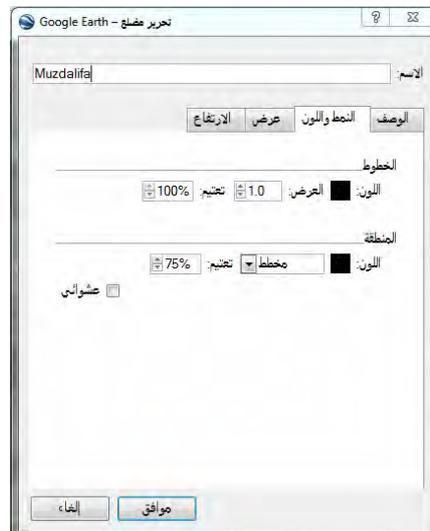 Google Earth – تحرير مضلع
الاسم: Muzdalifa
الوصف النمط واللون عرض الارتفاع
الخطوط
اللون: العرض: 1.0 تعتيم: 100%
المنطقة
اللون: مخطط تعتيم: 75%
عشوائي
موافق إلغاء